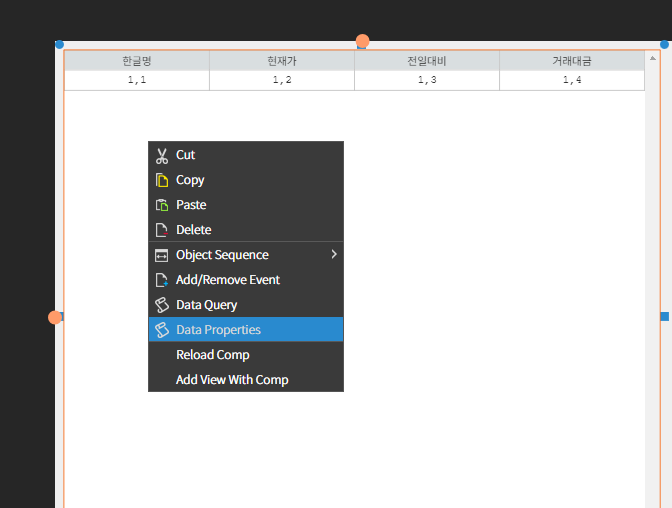 한글명 현재가 전일대비 거래대금
1,1 1,2 1,3 1,4
Cut
Copy
Paste
Delete
Object Sequence
Add/Remove Event
Data Query
Data Properties
Reload Comp
Add View With Comp